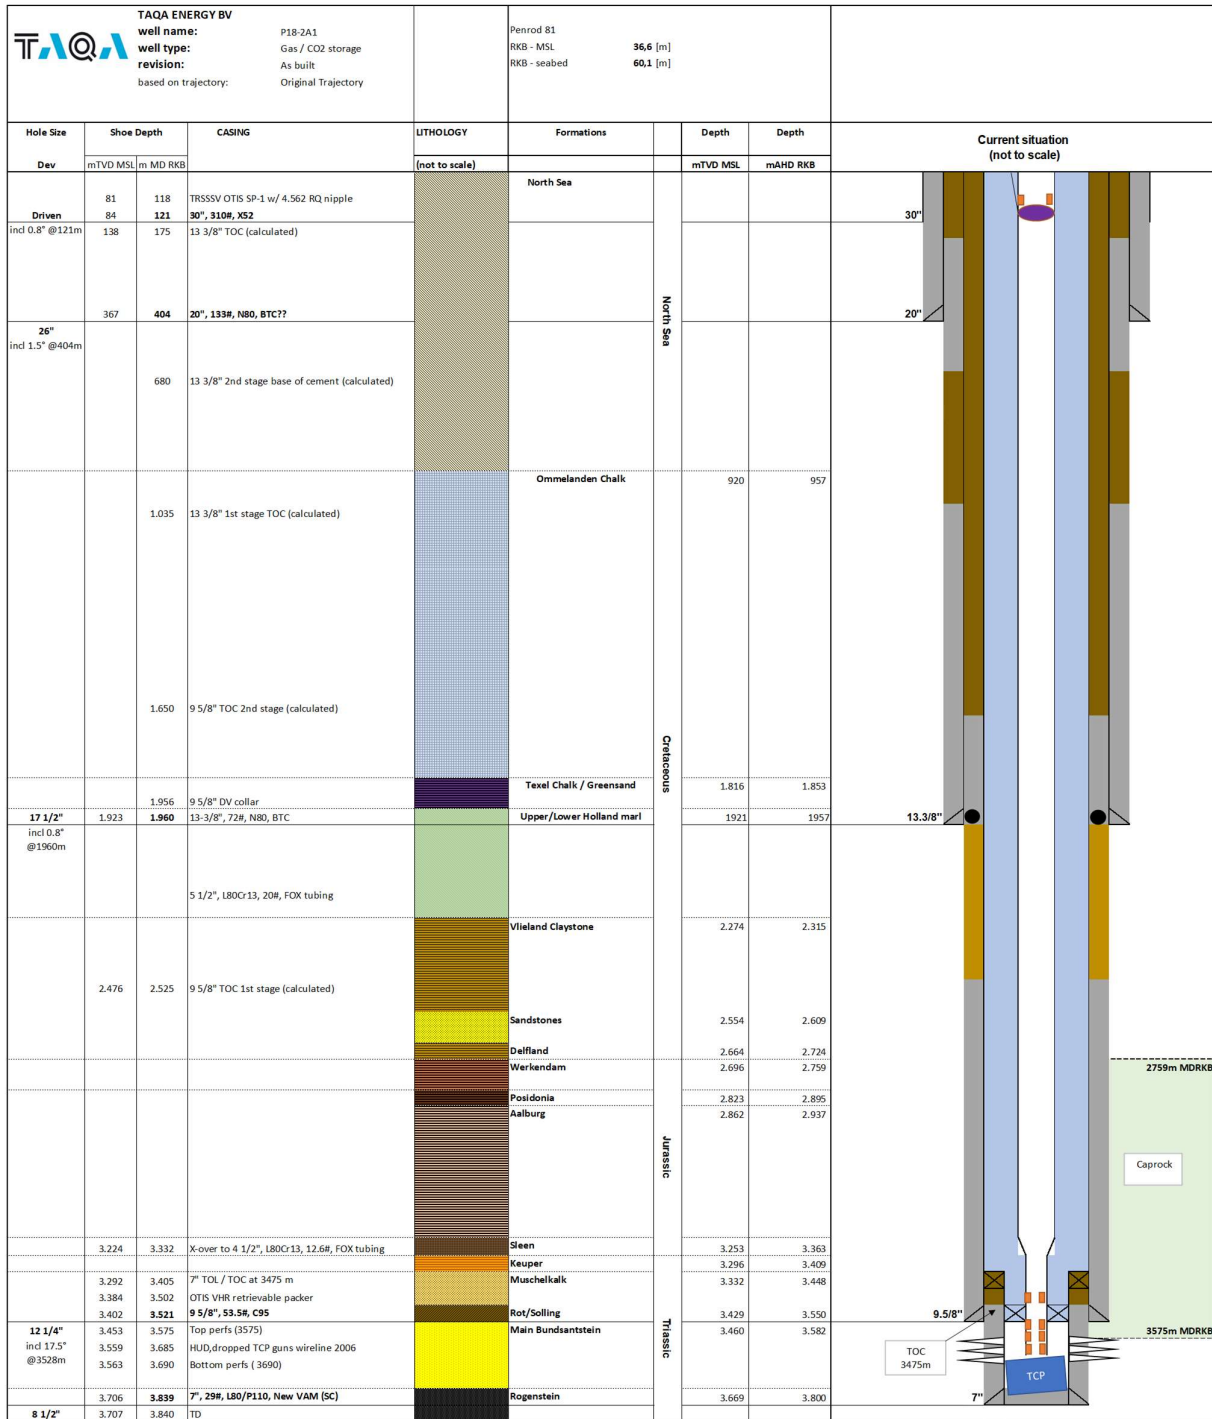 TAQA
TAQA ENERGY BV
well name: P18-2A1
well type: Gas / CO2 storage
revision: As built
based on trajectory: Original Trajectory
Penrod 81
RKB - MSL 36,6 [m]
RKB - seabed 60,1 [m]
Hole Size Shoe Depth CASING LITHOLOGY Formations Depth Depth
Dev mTVD MSL m MD RKB (not to scale) mTVD MSL mAHD RKB
Current situation
(not to scale)
North Sea
81 118 TRSSSV OTIS SP-1 w/ 4.562 RQ nipple
Driven 84 121 30", 310#, X52 30"
incl 0.8° @121m 138 175 13 3/8" TOC (calculated)
North Sea
367 404 20", 133#, N80, BTC?? 20"
26"
incl 1.5° @404m
680 13 3/8" 2nd stage base of cement (calculated)
Ommelanden Chalk 920 957
1.035 13 3/8" 1st stage TOC (calculated)
1.650 9 5/8" TOC 2nd stage (calculated)
Cretaceous
Texel Chalk / Greensand 1.816 1.853
1.956 9 5/8" DV collar
17 1/2" 1.923 1.960 13-3/8", 72#, N80, BTC Upper/Lower Holland marl 1921 1957 13.3/8"
incl 0.8°
@1960m
5 1/2", L80Cr13, 20#, FOX tubing
Vlieland Claystone 2.274 2.315
2.476 2.525 9 5/8" TOC 1st stage (calculated)
Sandstones 2.554 2.609
Delfland 2.664 2.724
Werkendam 2.696 2.759 2759m MDRKB
Posidonia 2.823 2.895
Aalburg 2.862 2.937
Jurassic
Caprock
Sleen 3.253 3.363
3.224 3.332 X-over to 4 1/2", L80Cr13, 12.6#, FOX tubing
Keuper 3.296 3.409
3.292 3.405 7" TOL / TOC at 3475 m Muschelkalk 3.332 3.448
3.384 3.502 OTIS VHR retrievable packer
3.402 3.521 9 5/8", 53.5#, C95 Rot/Solling 3.429 3.550 9.5/8"
Triassic
12 1/4" 3.453 3.575 Top perfs (3575) Main Bundsantstein 3.460 3.582 3575m MDRKB
incl 17.5° 3.559 3.685 HUD,dropped TCP guns wireline 2006
@3528m 3.563 3.690 Bottom perfs ( 3690)
TOC
3475m
TCP
3.706 3.839 7", 29#, L80/P110, New VAM (SC) Rogenstein 3.669 3.800 7"
8 1/2" 3.707 3.840 TD